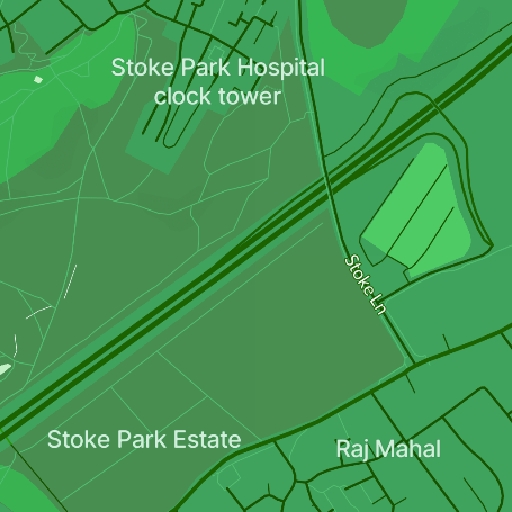 Stoke Park Hospital
clock tower
Stoke Ln
Stoke Park Estate
Raj Mahal